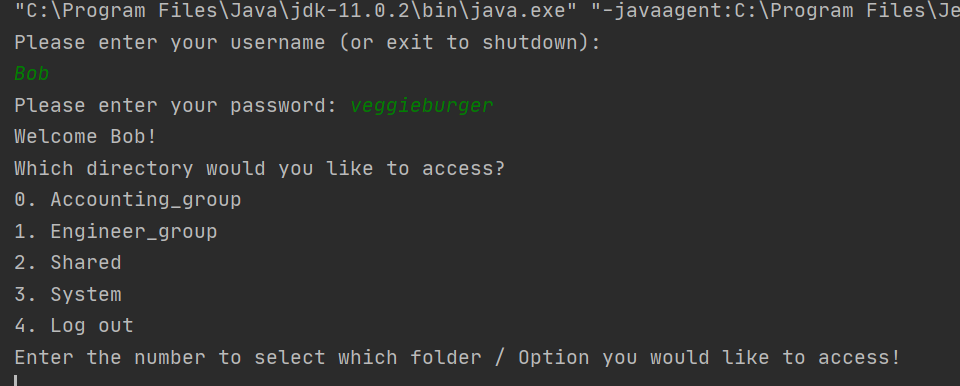 "C:\Program Files\Java\jdk-11.0.2\bin\java.exe" "-javaagent:C:\Program Files\Je
Please enter your username (or exit to shutdown):
Bob
Please enter your password: veggieburger
Welcome Bob!
Which directory would you like to access?
0. Accounting_group
1. Engineer_group
2. Shared
3. System
4. Log out
Enter the number to select which folder / Option you would like to access!